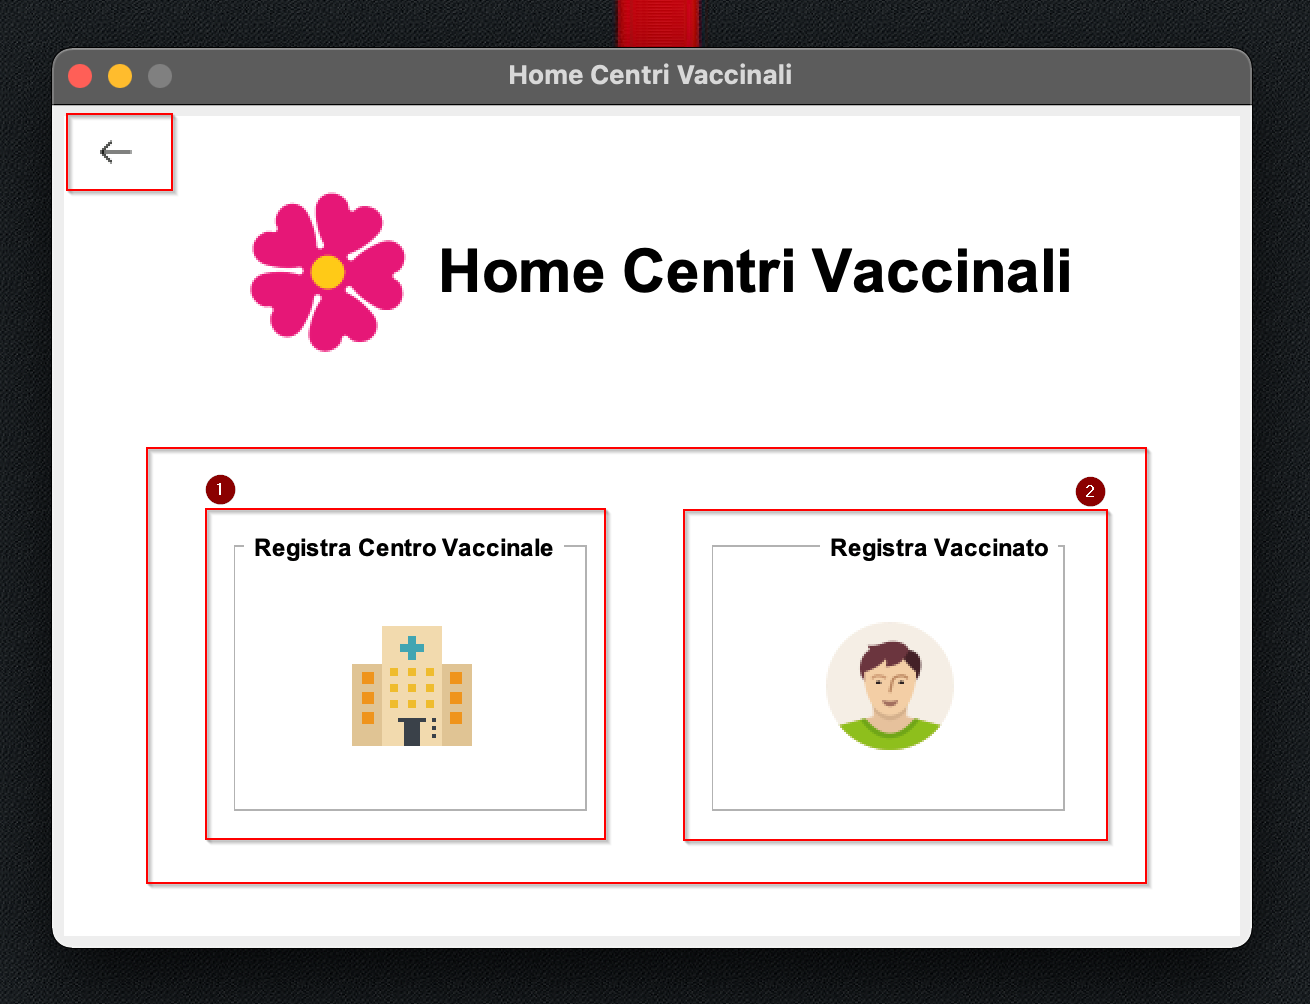 Home Centri Vaccinali
Home Centri Vaccinali
1
2
Registra Centro Vaccinale
Registra Vaccinato